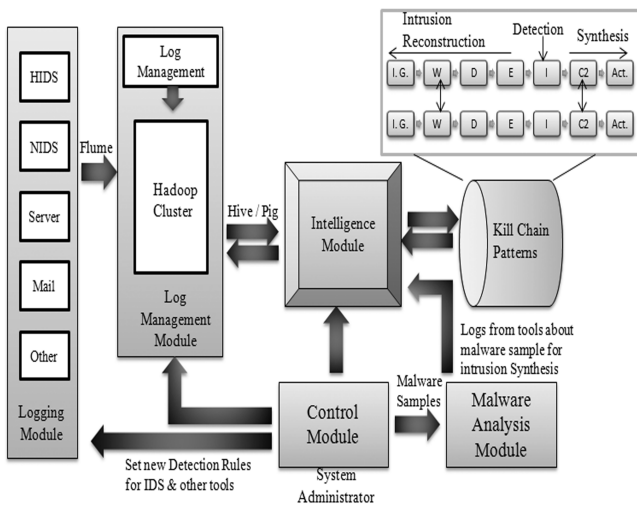 HIDS
NIDS
Server
Mail
Other
Logging
Module
Flume
Log
Management
Hadoop
Cluster
Log
Management
Module
Hive / Pig
Intelligence
Module
Intrusion
Reconstruction
Detection
Synthesis
I. G.
W
D
E
I
C2
Act.
I. G.
W
D
E
I
C2
Act.
Kill Chain
Patterns
Logs from tools about
malware sample for
intrusion Synthesis
Control
Module
System
Administrator
Malware
Samples
Malware
Analysis
Module
Set new Detection Rules
for IDS & other tools